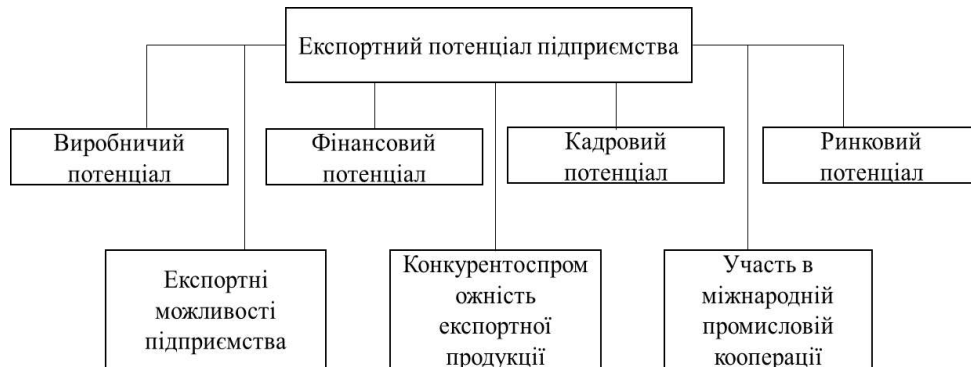 Експортний потенціал підприємства
Виробничий
потенціал
Фінансовий
потенціал
Кадровий
потенціал
Ринковий
потенціал
Експортні
можливості
підприємства
Конкурентоспром
ожність
експортної
продукції
Участь в
міжнародній
промисловій
кооперації